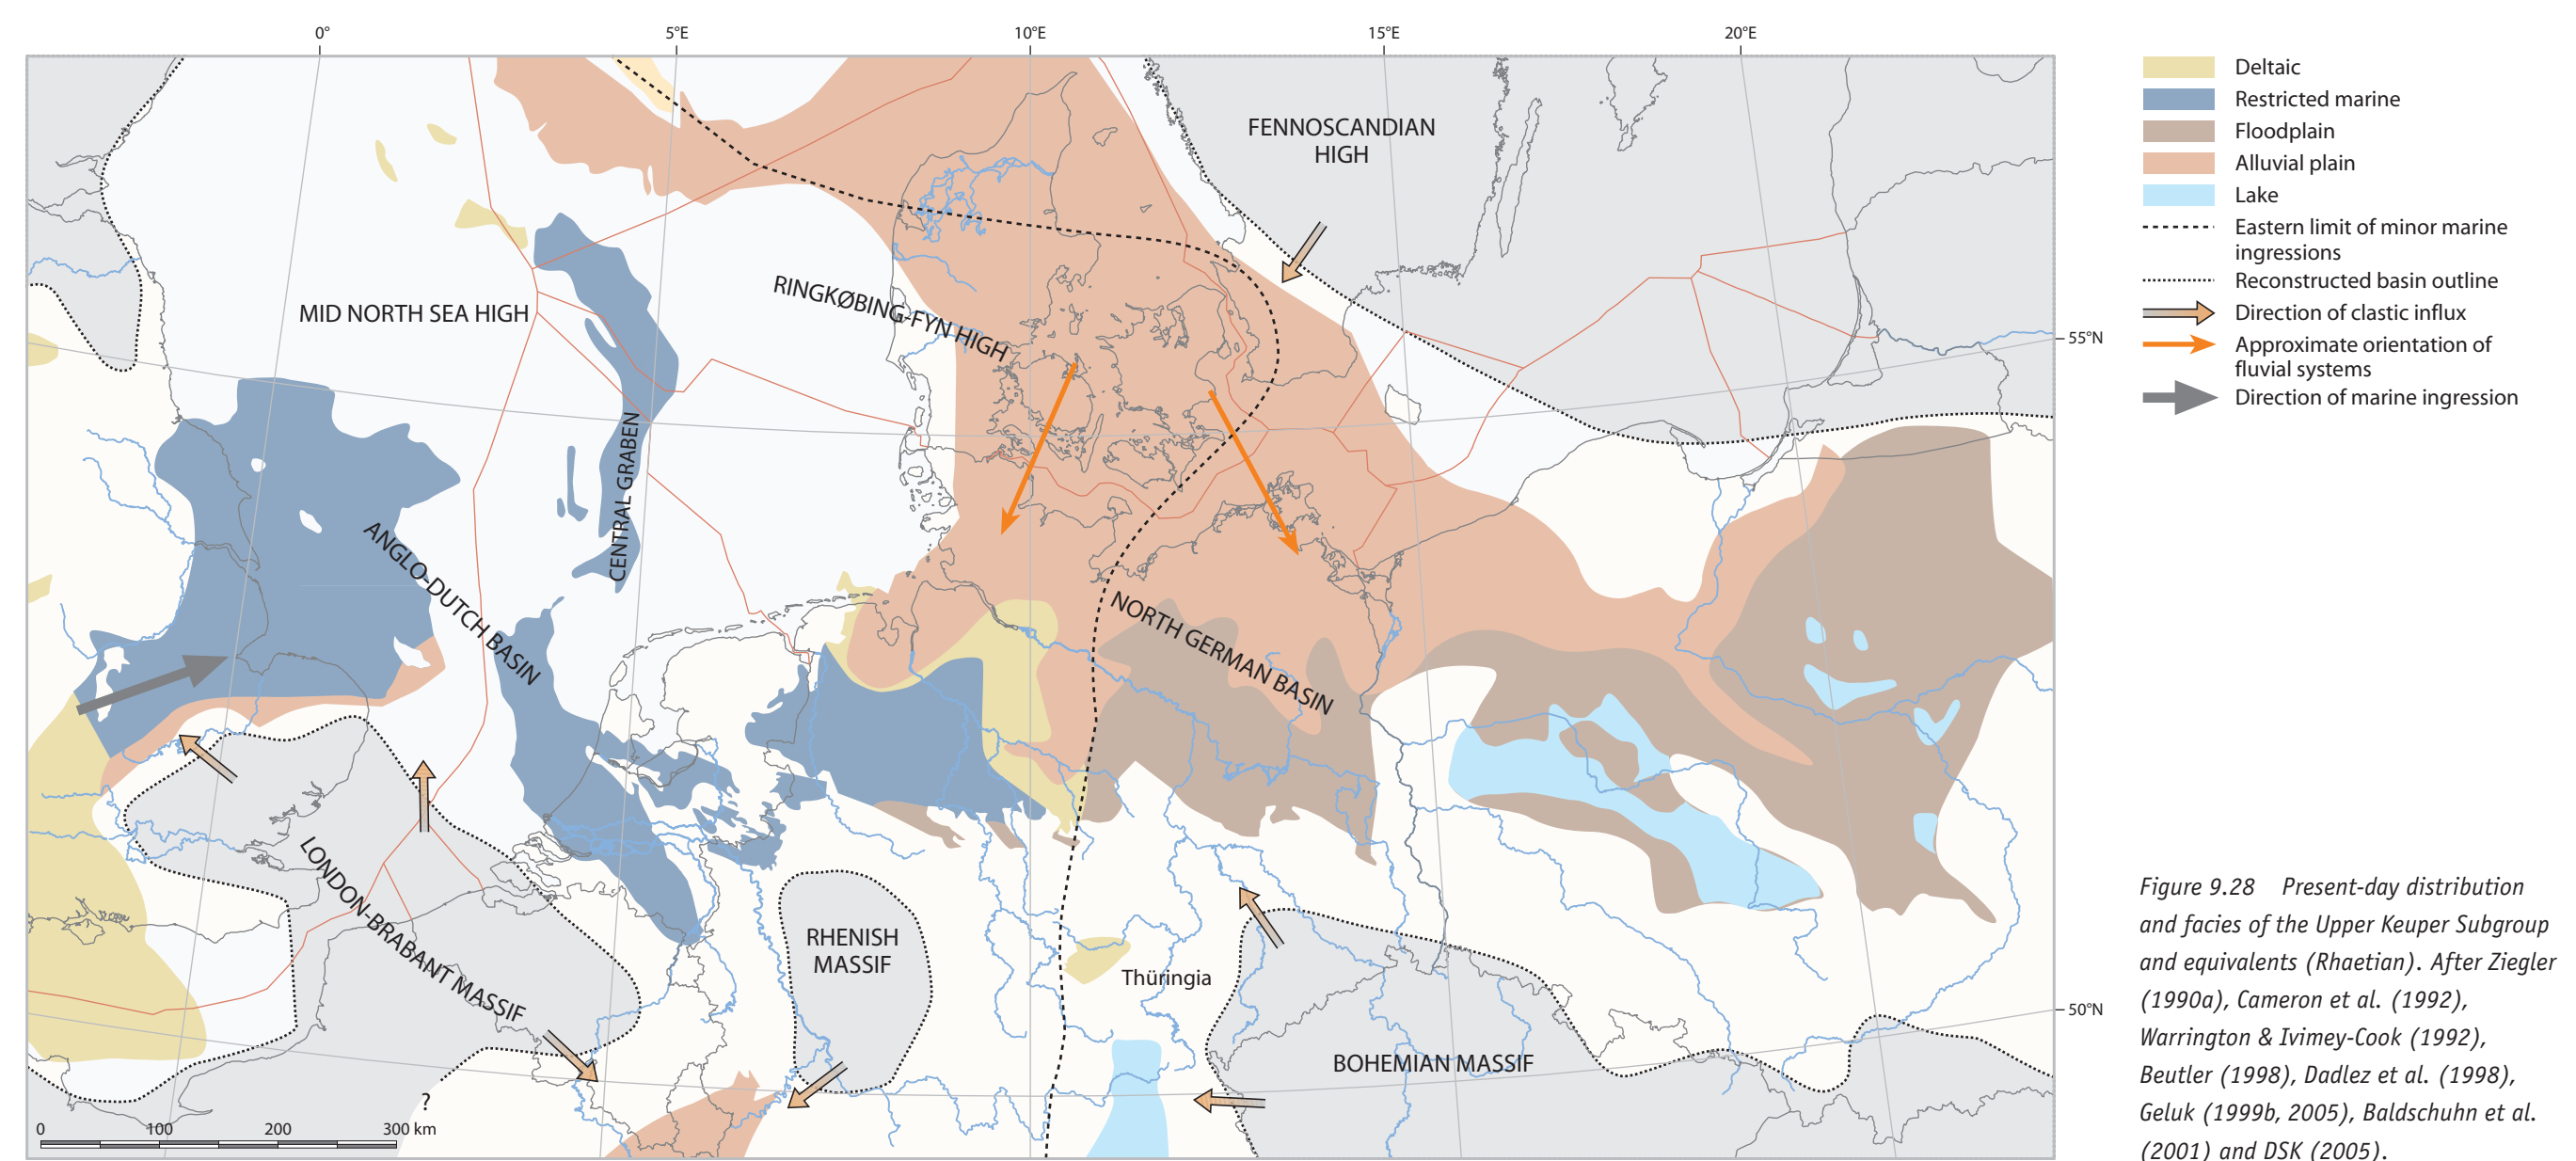 0°
5°E
10°E
15°E
20°E
FENNOSCANDIAN
HIGH
MID NORTH SEA HIGH
RINGKØBING-FYN HIGH
55°N
CENTRAL GRABEN
ANGLO-DUTCH BASIN
NORTH GERMAN BASIN
LONDON-BRABANT MASSIF
RHENISH
MASSIF
Thüringia
50°N
BOHEMIAN MASSIF
?
0
100
200
300 km
Deltaic
Restricted marine
Floodplain
Alluvial plain
Lake
Eastern limit of minor marine
ingressions
Reconstructed basin outline
Direction of clastic influx
Approximate orientation of
fluvial systems
Direction of marine ingression
Figure 9.28 Present-day distribution
and facies of the Upper Keuper Subgroup
and equivalents (Rhaetian). After Ziegler
(1990a), Cameron et al. (1992),
Warrington & Ivimey-Cook (1992),
Beutler (1998), Dadlez et al. (1998),
Geluk (1999b, 2005), Baldschuhn et al.
(2001) and DSK (2005).